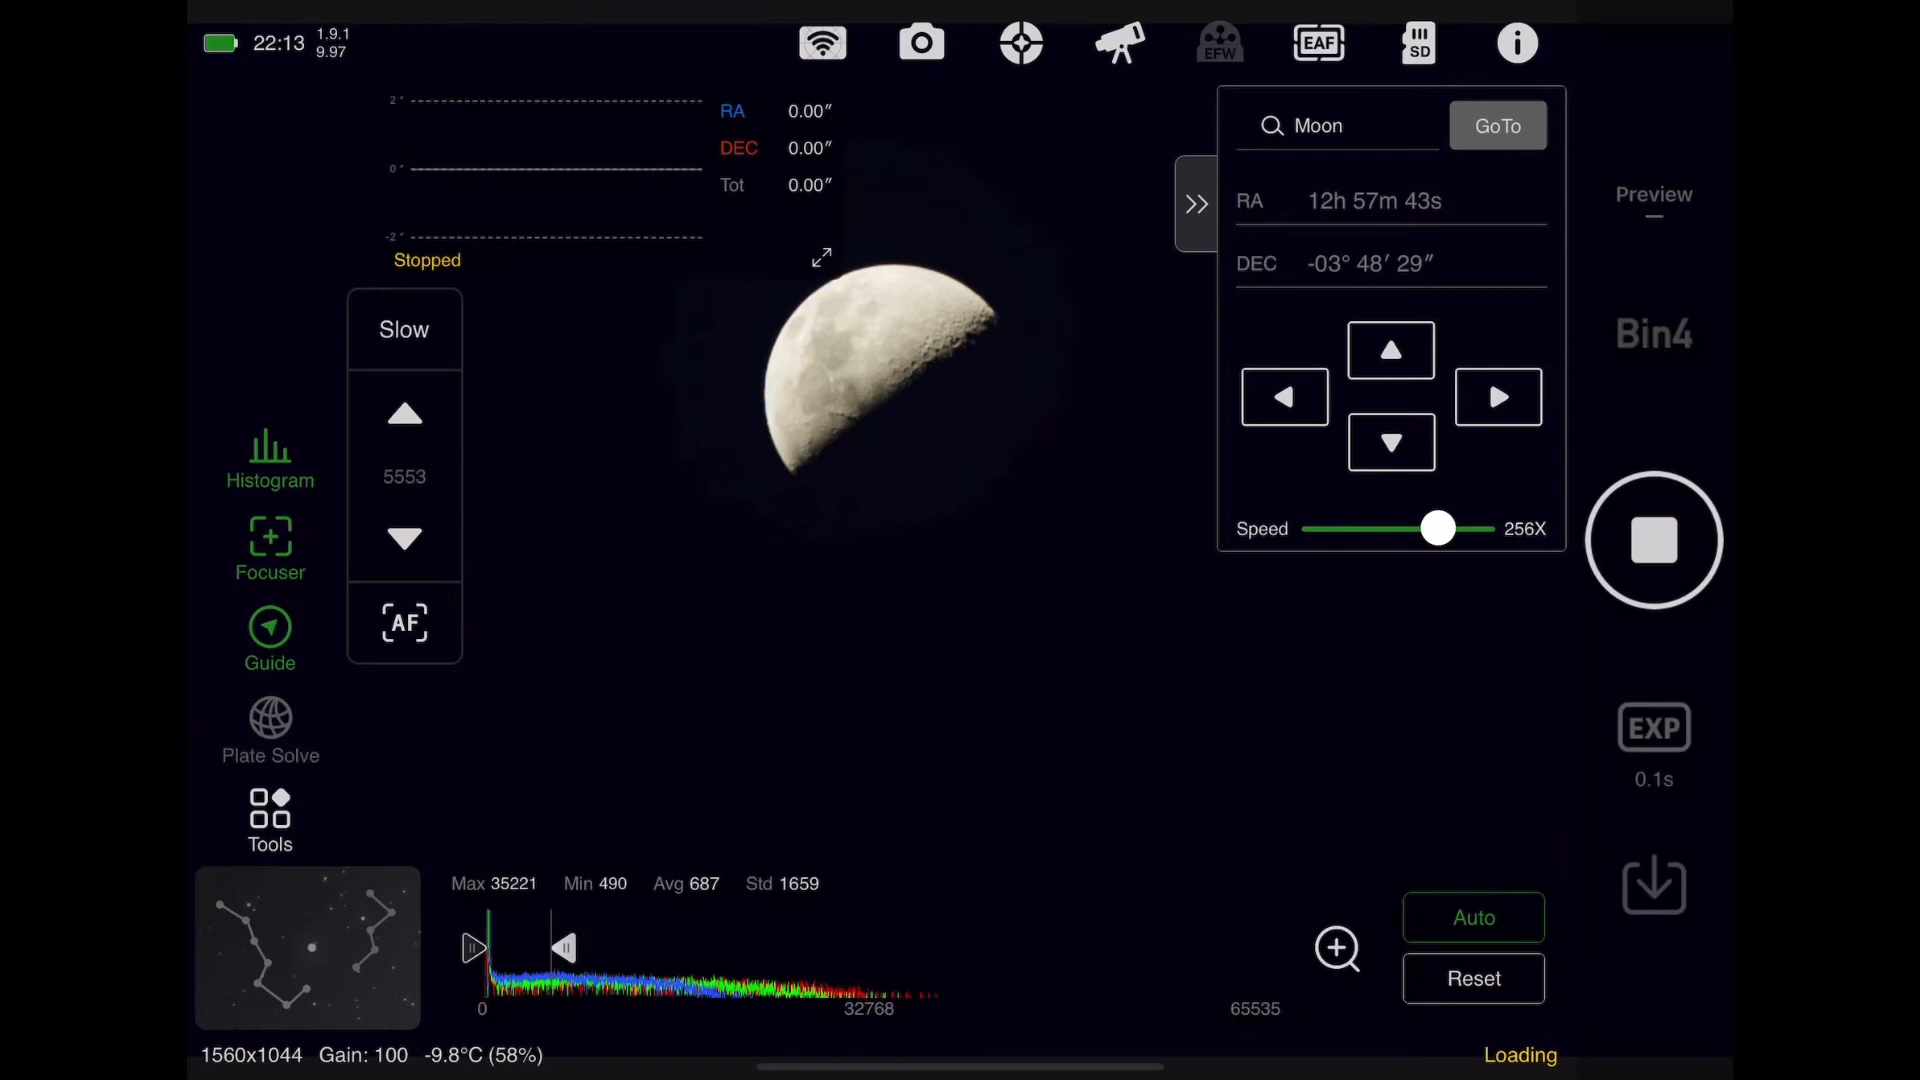 22:13
1.9.1
9.97
EFW
EAF
SD
2"
0"
-2"
Stopped
RA 0.00"
DEC 0.00"
Tot 0.00"
Moon
GoTo
RA 12h 57m 43s
DEC -03° 48′ 29″
Speed 256X
Preview
Bin4
EXP
0.1s
Slow
5553
AF
Histogram
Focuser
Guide
Plate Solve
Tools
Max 35221 Min 490 Avg 687 Std 1659
0 32768 65535
Auto
Reset
1560x1044 Gain: 100 -9.8°C (58%)
Loading